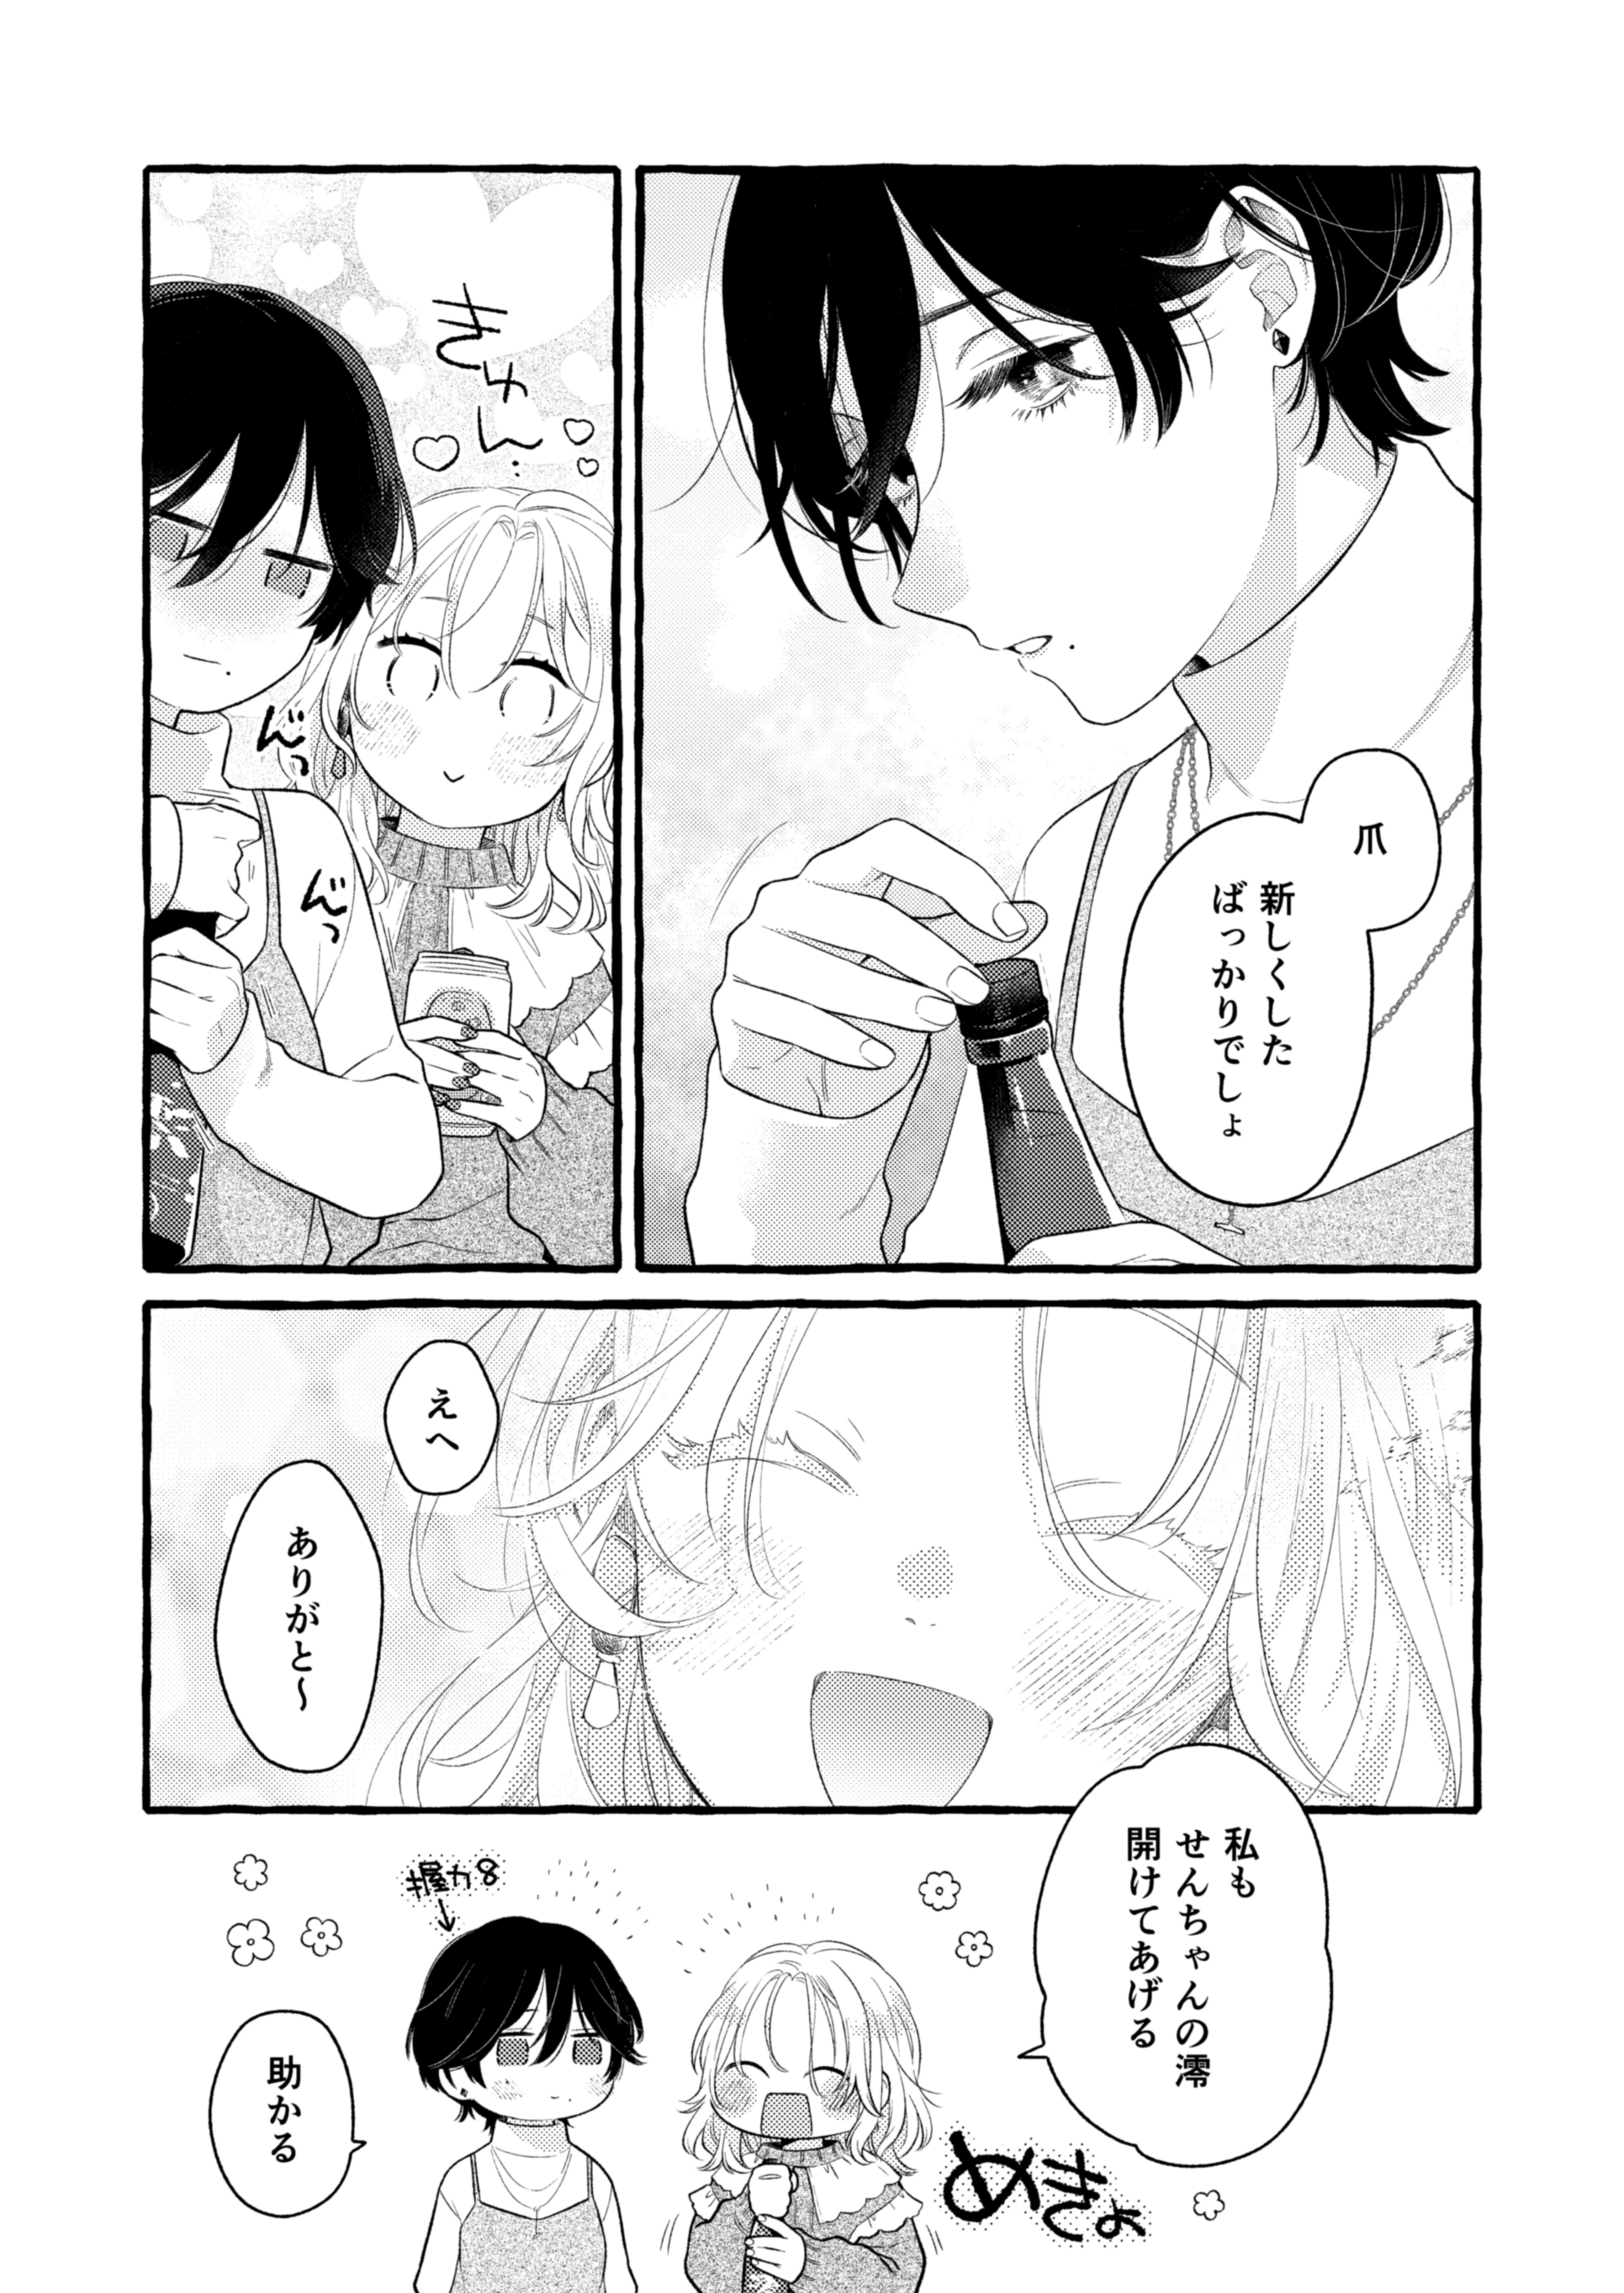 爪
新しくした
ばっかりでしょ
きゅん…
んっ
んっ
えへ
ありがと～
私も
せんちゃんの澪
開けてあげる
握力8
助かる
めきょ